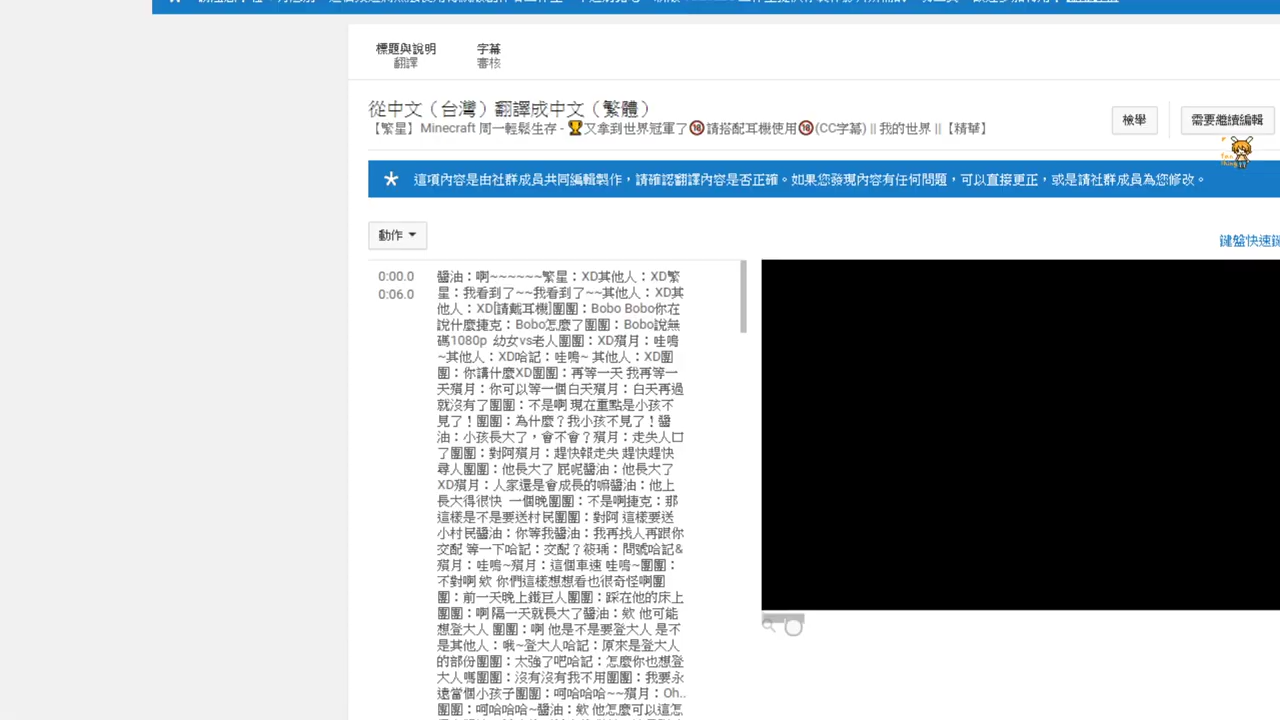 標題與說明
翻譯
字幕
審核
從中文（台灣）翻譯成中文（繁體）
【繁星】Minecraft 周一輕鬆生存 - 🏆又拿到世界冠軍了🔞請搭配耳機使用🔞(CC字幕) || 我的世界 ||【精華】
檢舉
需要繼續編輯
這項內容是由社群成員共同編輯製作，請確認翻譯內容是否正確。如果您發現內容有任何問題，可以直接更正，或是請社群成員為您修改。
動作
鍵盤快速鍵
0:00.0
0:06.0
醬油：啊~~~~~~繁星：XD其他人：XD繁
星：我看到了~~我看到了~~其他人：XD其
他人：XD[請戴耳機]團團：Bobo Bobo你在
說什麼捷克：Bobo怎麼了團團：Bobo說無
碼1080p 幼女vs老人團團：XD殞月：哇嗚
~其他人：XD哈記：哇嗚~ 其他人：XD團
團：你講什麼XD團團：再等一天 我再等一
天殞月：你可以等一個白天殞月：白天再過
就沒有了團團：不是啊 現在重點是小孩不
見了！團團：為什麼？我小孩不見了！醬
油：小孩長大了，會不會？殞月：走失人口
了團團：對阿殞月：趕快報走失 趕快趕快
尋人團團：他長大了 屁呢醬油：他長大了
XD殞月：人家還是會成長的嘛醬油：他上
長大得很快 一個晚團團：不是啊捷克：那
這樣是不是要送村民團團：對阿 這樣要送
小村民醬油：你等我醬油：我再找人再跟你
交配 等一下哈記：交配？筱瑀：問號哈記&
殞月：哇嗚~殞月：這個車速 哇嗚~團團：
不對啊 欸 你們這樣想想看也很奇怪啊團
團：前一天晚上鐵巨人團團：踩在他的床上
團團：啊 隔一天就長大了醬油：欸 他可能
想登大人 團團：啊 他是不是要登大人 是不
是其他人：哦~登大人哈記：原來是登大人
的部份團團：太強了吧哈記：怎麼你也想登
大人嗎團團：沒有沒有我不用團團：我要永
遠當個小孩子團團：呵哈哈哈~~殞月：Oh..
團團：呵哈哈哈~醬油：欸 他怎麼可以這怎